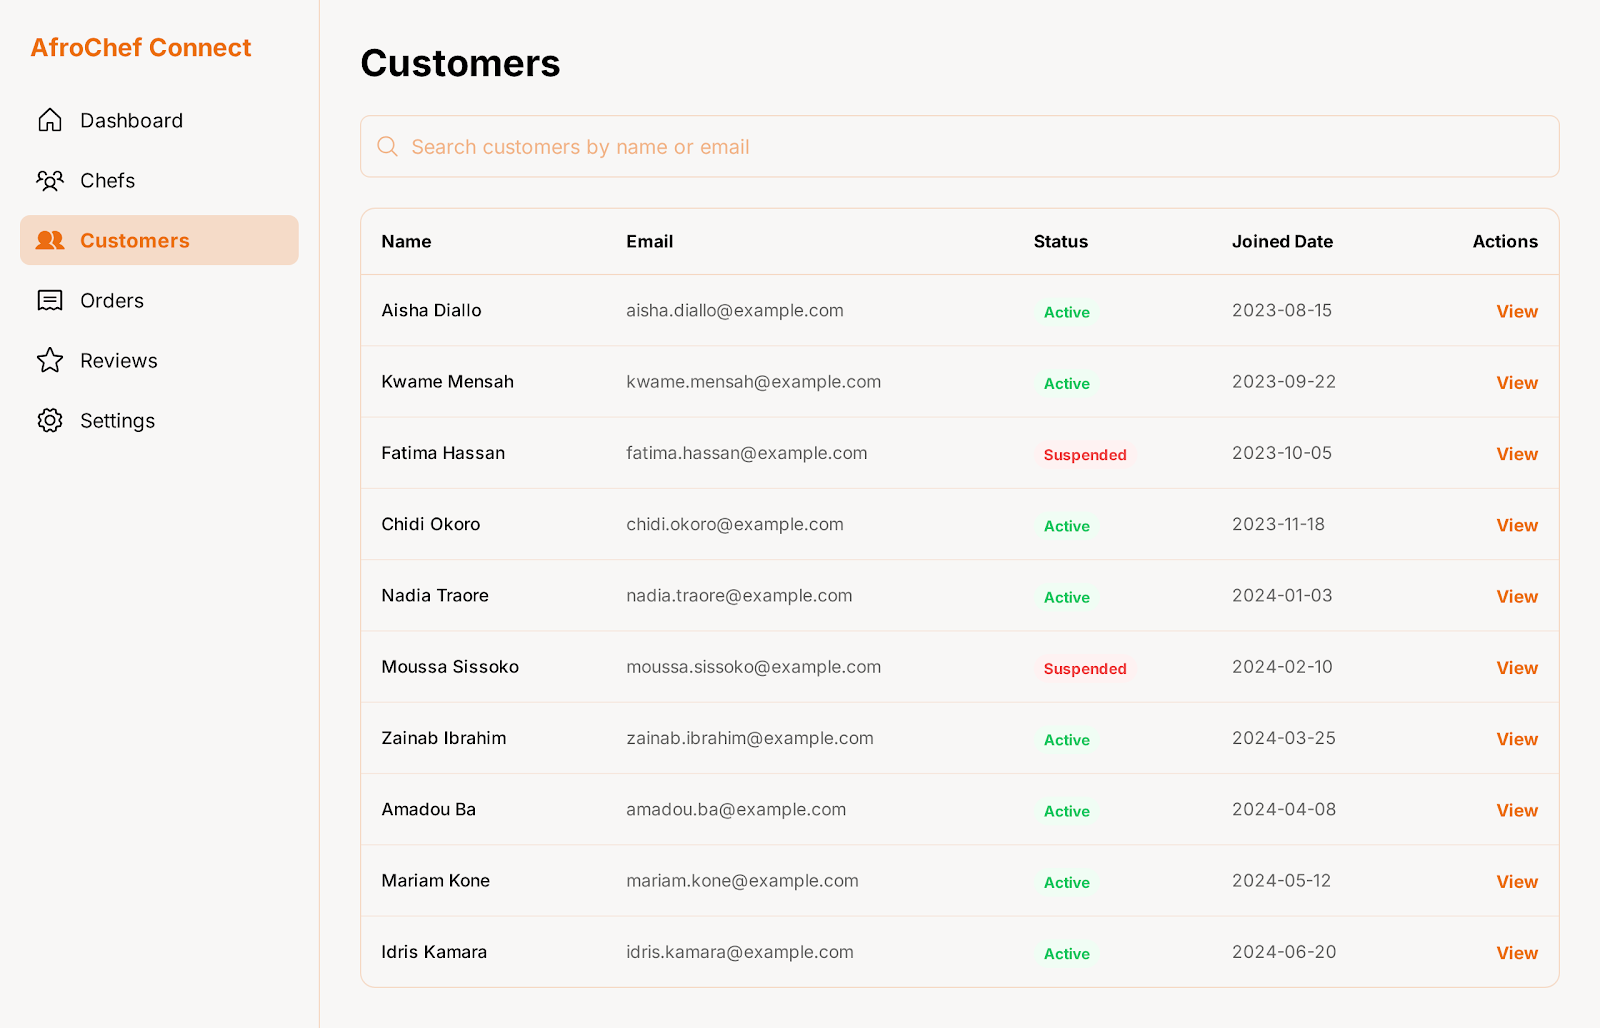 AfroChef Connect
Dashboard
Chefs
Customers
Orders
Reviews
Settings
Customers
Search customers by name or email
Name Email Status Joined Date Actions
Aisha Diallo aisha.diallo@example.com Active 2023-08-15 View
Kwame Mensah kwame.mensah@example.com Active 2023-09-22 View
Fatima Hassan fatima.hassan@example.com Suspended 2023-10-05 View
Chidi Okoro chidi.okoro@example.com Active 2023-11-18 View
Nadia Traore nadia.traore@example.com Active 2024-01-03 View
Moussa Sissoko moussa.sissoko@example.com Suspended 2024-02-10 View
Zainab Ibrahim zainab.ibrahim@example.com Active 2024-03-25 View
Amadou Ba amadou.ba@example.com Active 2024-04-08 View
Mariam Kone mariam.kone@example.com Active 2024-05-12 View
Idris Kamara idris.kamara@example.com Active 2024-06-20 View